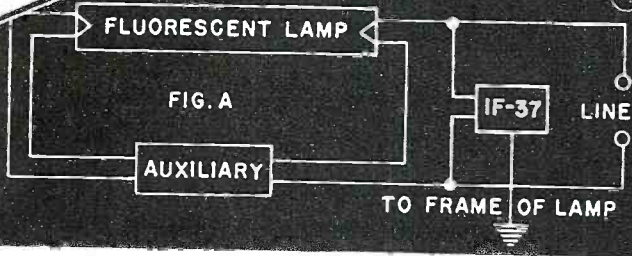 FLUORESCENT LAMP
FIG. A
IF-37
LINE
AUXILIARY
TO FRAME OF LAMP